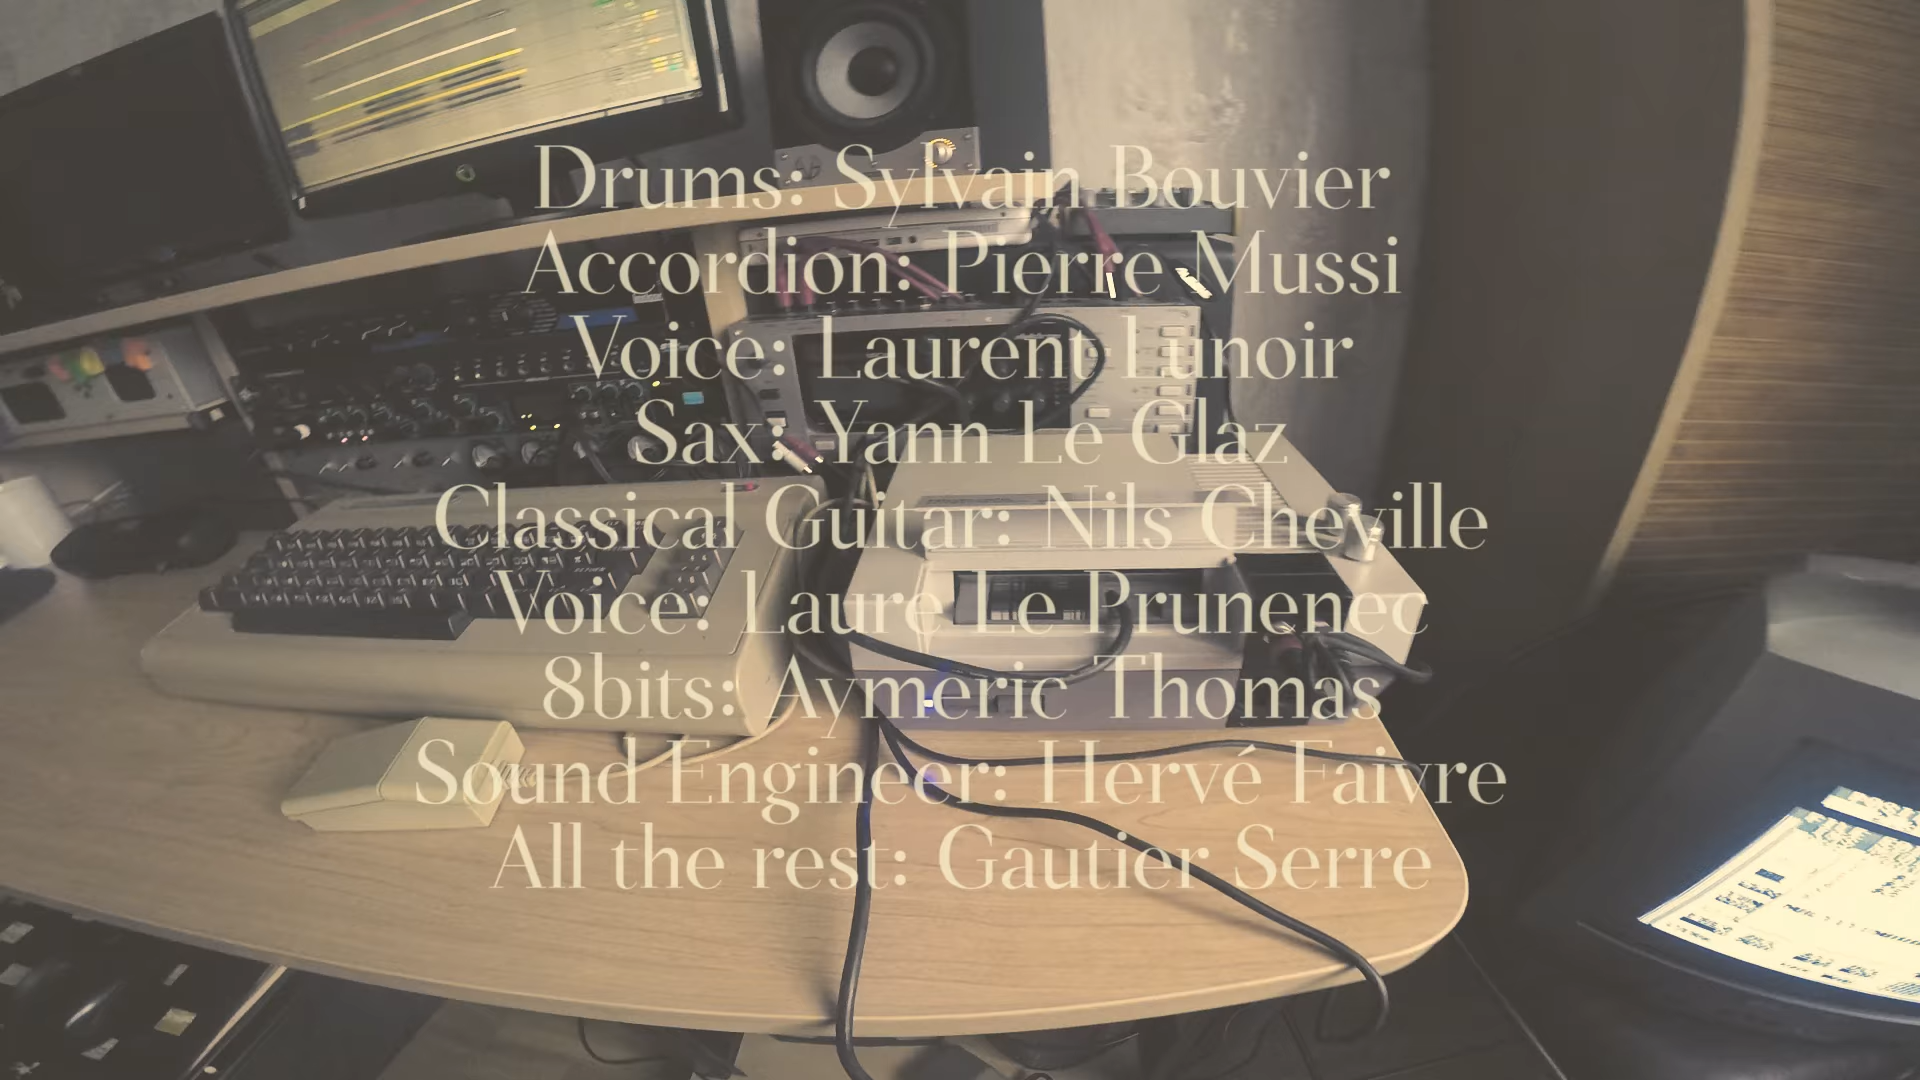 Drums: Sylvain Bouvier
Accordion: Pierre Mussi
Voice: Laurent Lunoir
Sax: Yann Le Glaz
Classical Guitar: Nils Cheville
Voice: Laure Le Prunenec
8bits: Aymeric Thomas
Sound Engineer: Hervé Faivre
All the rest: Gautier Serre